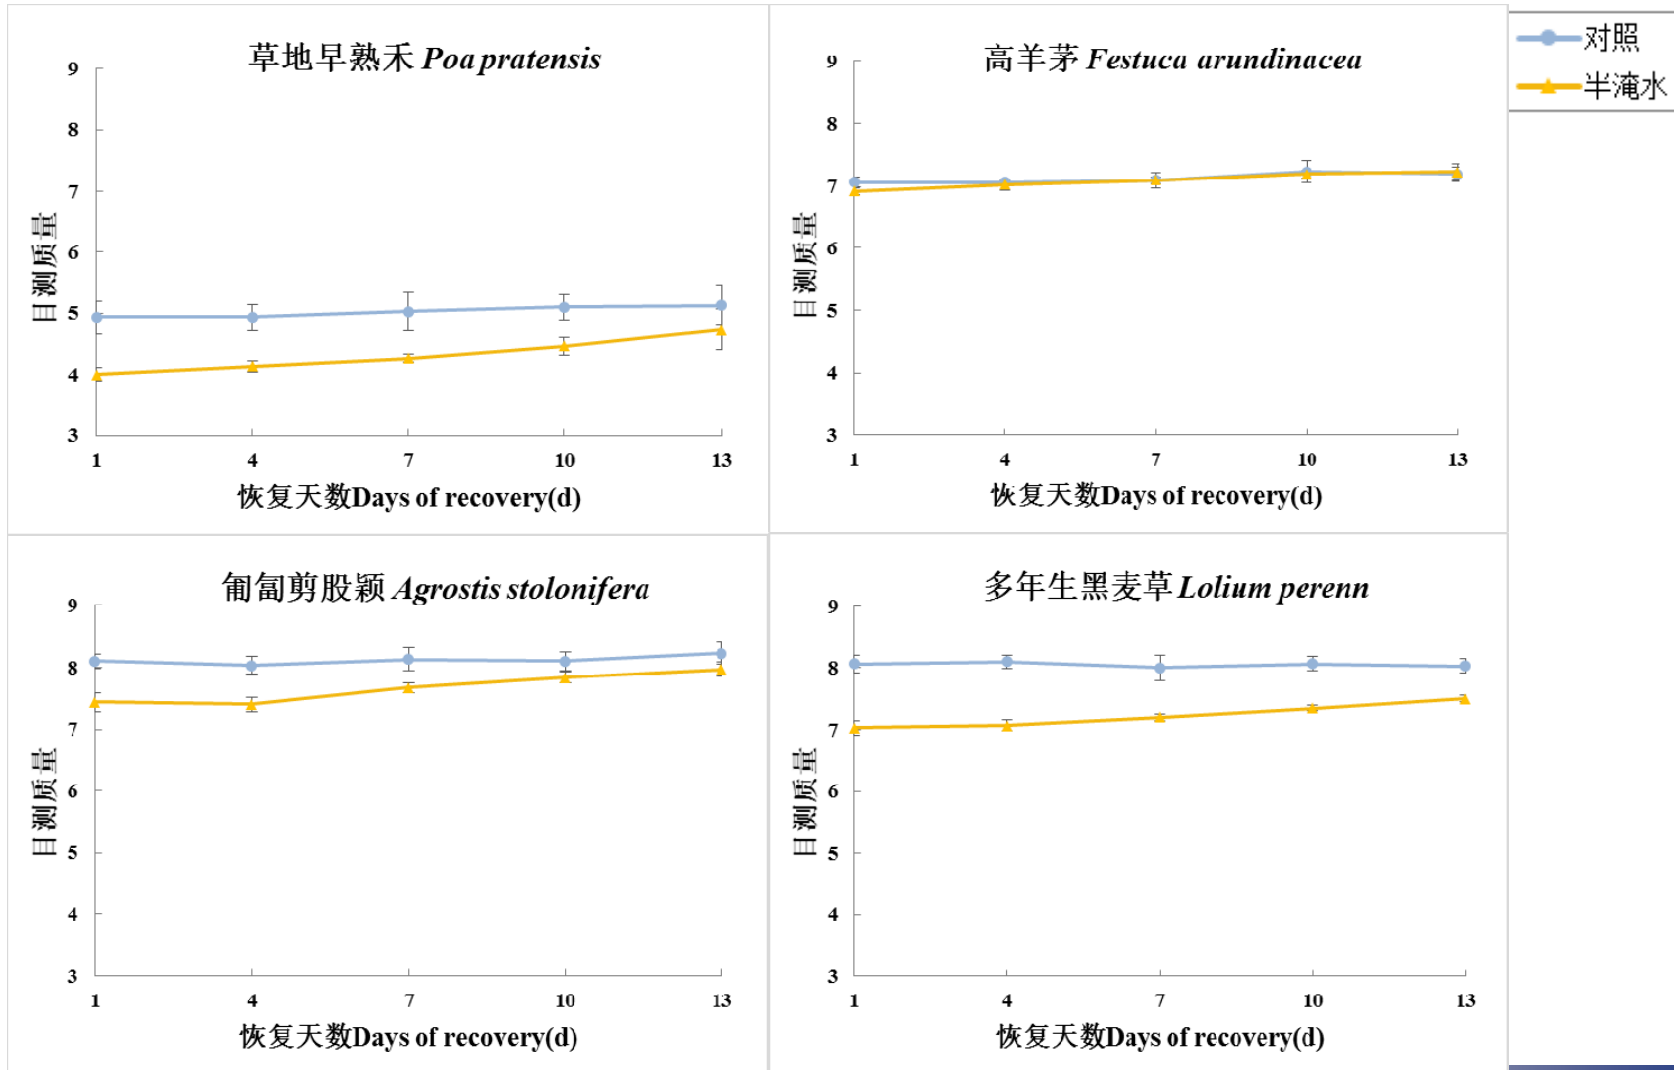 草地早熟禾 Poa pratensis
9
8
7
6
5
4
3
目测质量
1 4 7 10 13
恢复天数Days of recovery(d)
高羊茅 Festuca arundinacea
9
8
7
6
5
4
3
目测质量
1 4 7 10 13
恢复天数Days of recovery(d)
对照
半淹水
匍匐剪股颖 Agrostis stolonifera
9
8
7
6
5
4
3
目测质量
1 4 7 10 13
恢复天数Days of recovery(d)
多年生黑麦草 Lolium perenn
9
8
7
6
5
4
3
目测质量
1 4 7 10 13
恢复天数Days of recovery(d)